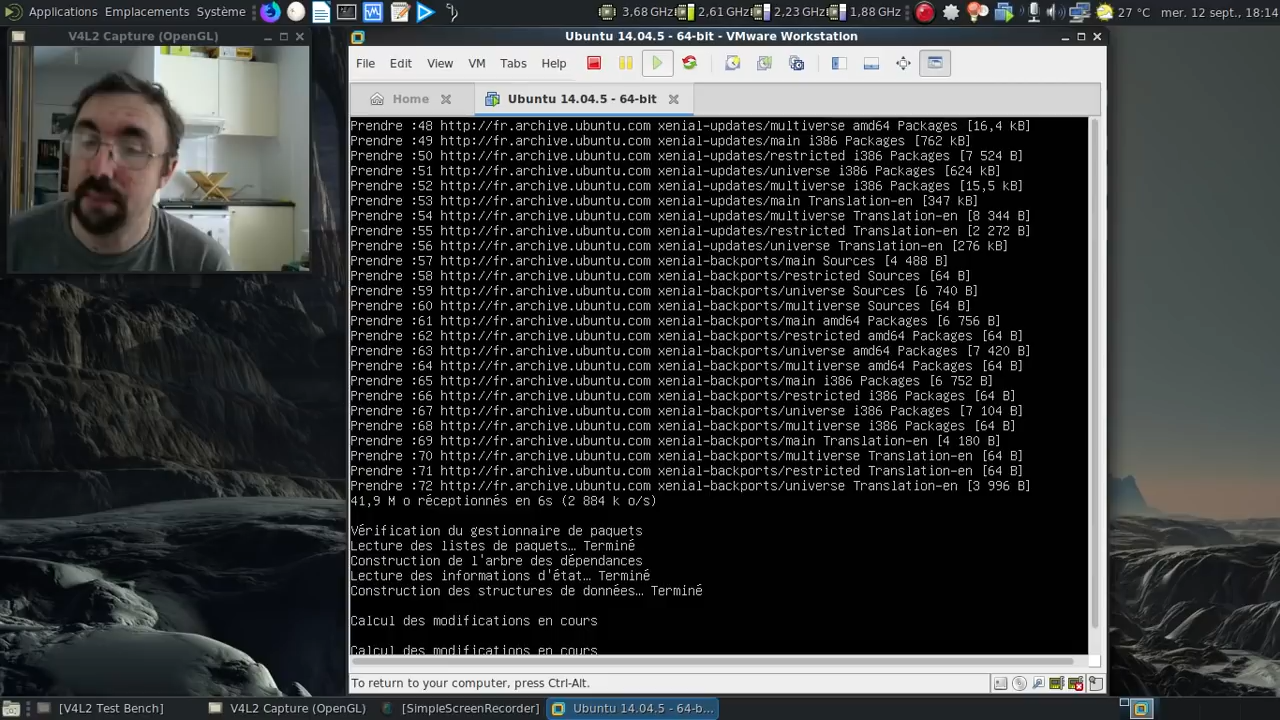 Applications Emplacements Système
3,68 GHz 2,61 GHz 2,23 GHz 1,88 GHz
27 °C mer. 12 sept., 18:14
V4L2 Capture (OpenGL)
Ubuntu 14.04.5 - 64-bit - VMware Workstation
File Edit View VM Tabs Help
Home Ubuntu 14.04.5 - 64-bit
Prendre :48 http://fr.archive.ubuntu.com xenial-updates/multiverse amd64 Packages [16,4 kB]
Prendre :49 http://fr.archive.ubuntu.com xenial-updates/main i386 Packages [762 kB]
Prendre :50 http://fr.archive.ubuntu.com xenial-updates/restricted i386 Packages [7 524 B]
Prendre :51 http://fr.archive.ubuntu.com xenial-updates/universe i386 Packages [624 kB]
Prendre :52 http://fr.archive.ubuntu.com xenial-updates/multiverse i386 Packages [15,5 kB]
Prendre :53 http://fr.archive.ubuntu.com xenial-updates/main Translation-en [347 kB]
Prendre :54 http://fr.archive.ubuntu.com xenial-updates/multiverse Translation-en [8 344 B]
Prendre :55 http://fr.archive.ubuntu.com xenial-updates/restricted Translation-en [2 272 B]
Prendre :56 http://fr.archive.ubuntu.com xenial-updates/universe Translation-en [276 kB]
Prendre :57 http://fr.archive.ubuntu.com xenial-backports/main Sources [4 488 B]
Prendre :58 http://fr.archive.ubuntu.com xenial-backports/restricted Sources [64 B]
Prendre :59 http://fr.archive.ubuntu.com xenial-backports/universe Sources [6 740 B]
Prendre :60 http://fr.archive.ubuntu.com xenial-backports/multiverse Sources [64 B]
Prendre :61 http://fr.archive.ubuntu.com xenial-backports/main amd64 Packages [6 756 B]
Prendre :62 http://fr.archive.ubuntu.com xenial-backports/restricted amd64 Packages [64 B]
Prendre :63 http://fr.archive.ubuntu.com xenial-backports/universe amd64 Packages [7 420 B]
Prendre :64 http://fr.archive.ubuntu.com xenial-backports/multiverse amd64 Packages [64 B]
Prendre :65 http://fr.archive.ubuntu.com xenial-backports/main i386 Packages [6 752 B]
Prendre :66 http://fr.archive.ubuntu.com xenial-backports/restricted i386 Packages [64 B]
Prendre :67 http://fr.archive.ubuntu.com xenial-backports/universe i386 Packages [7 104 B]
Prendre :68 http://fr.archive.ubuntu.com xenial-backports/multiverse i386 Packages [64 B]
Prendre :69 http://fr.archive.ubuntu.com xenial-backports/main Translation-en [4 180 B]
Prendre :70 http://fr.archive.ubuntu.com xenial-backports/multiverse Translation-en [64 B]
Prendre :71 http://fr.archive.ubuntu.com xenial-backports/restricted Translation-en [64 B]
Prendre :72 http://fr.archive.ubuntu.com xenial-backports/universe Translation-en [3 996 B]
41,9 M o réceptionnés en 6s (2 884 k o/s)
Vérification du gestionnaire de paquets
Lecture des listes de paquets… Terminé
Construction de l'arbre des dépendances
Lecture des informations d'état… Terminé
Construction des structures de données… Terminé
Calcul des modifications en cours
Calcul des modifications en cours
To return to your computer, press Ctrl-Alt.
[V4L2 Test Bench] V4L2 Capture (OpenGL) [SimpleScreenRecorder] Ubuntu 14.04.5 - 64-b...